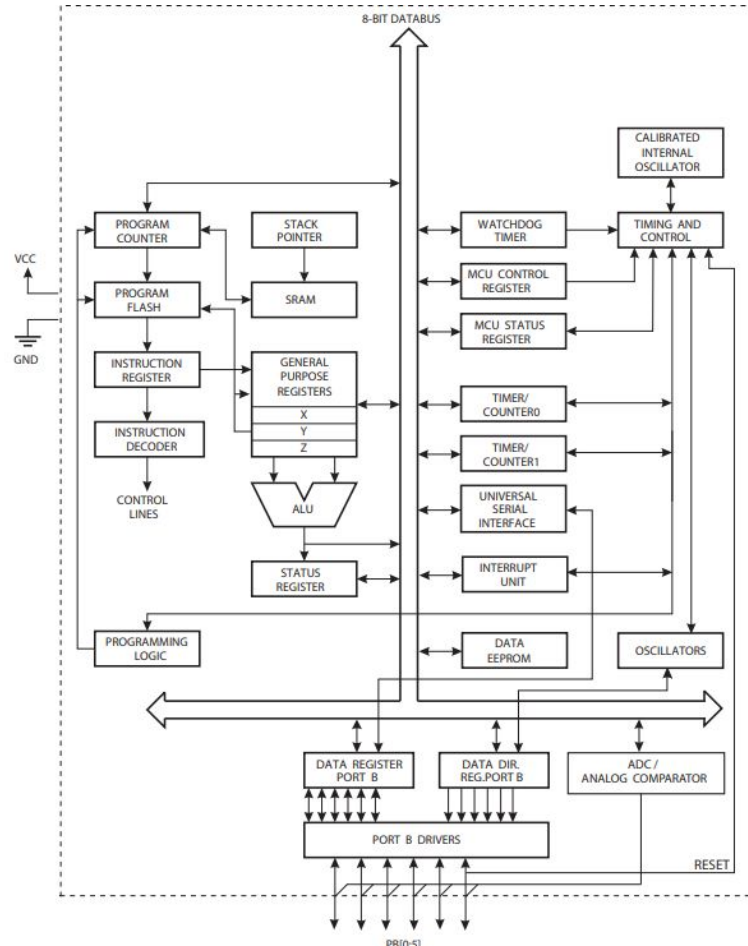 8-BIT DATABUS
CALIBRATED
INTERNAL
OSCILLATOR
PROGRAM
COUNTER
STACK
POINTER
WATCHDOG
TIMER
TIMING AND
CONTROL
VCC
PROGRAM
FLASH
SRAM
MCU CONTROL
REGISTER
MCU STATUS
REGISTER
GND
INSTRUCTION
REGISTER
GENERAL
PURPOSE
REGISTERS
X
Y
Z
TIMER/
COUNTER0
INSTRUCTION
DECODER
TIMER/
COUNTER1
CONTROL
LINES
ALU
UNIVERSAL
SERIAL
INTERFACE
STATUS
REGISTER
INTERRUPT
UNIT
PROGRAMMING
LOGIC
DATA
EEPROM
OSCILLATORS
DATA REGISTER
PORT B
DATA DIR.
REG.PORT B
ADC /
ANALOG COMPARATOR
PORT B DRIVERS
RESET
PB[0:5]